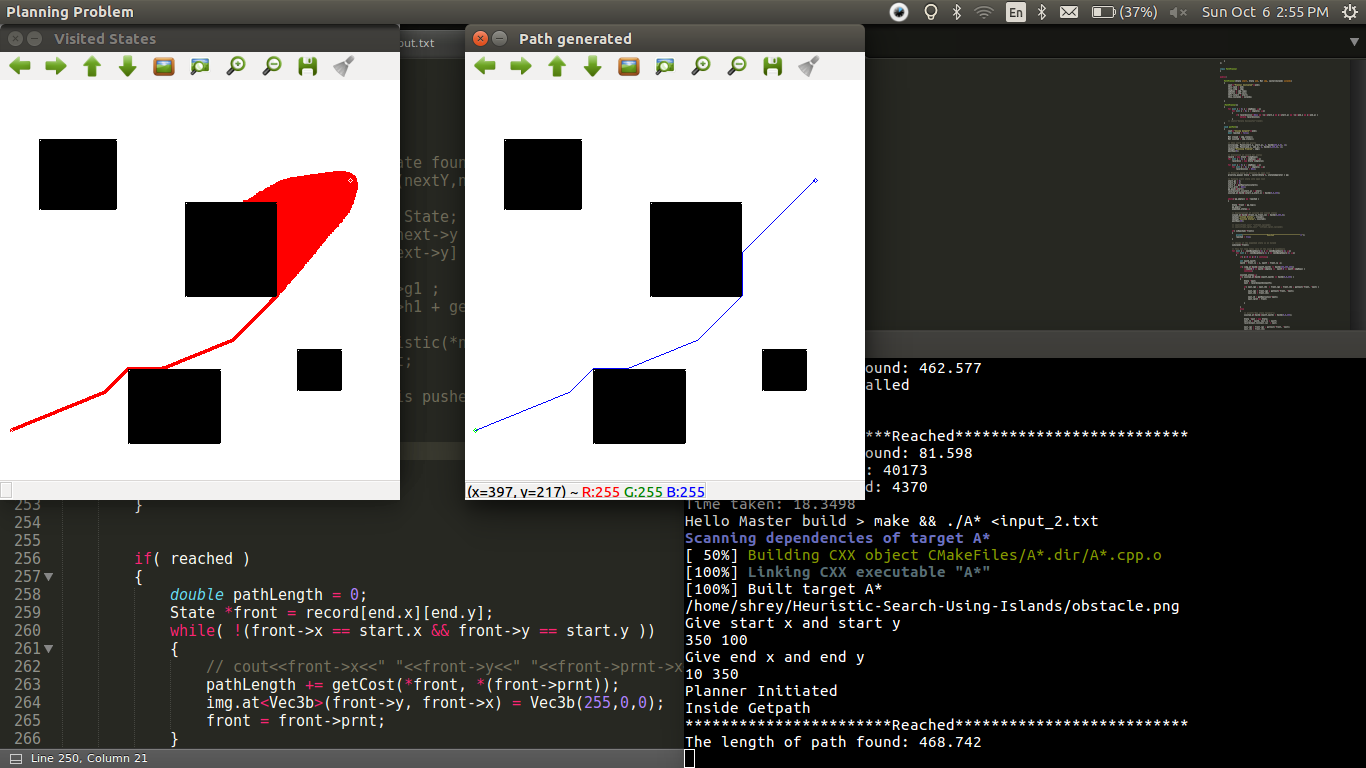 Planning Problem
En
(37%)
Sun Oct 6 2:55 PM
Visited States
out.txt
Path generated
ate foun
[nextY,n
State;
next->y
ext->y]
>g1 ;
>h1 + ge
istic(*n
t;
is pushe
(x=397, y=217) ~ R:255 G:255 B:255
253 }
254
255
256 if( reached )
257 {
258 double pathLength = 0;
259 State *front = record[end.x][end.y];
260 while( !(front->x == start.x && front->y == start.y ))
261 {
262 // cout<<front->x<<" "<<front->y<<" "<<front->prnt->x
263 pathLength += getCost(*front, *(front->prnt));
264 img.at<Vec3b>(front->y, front->x) = Vec3b(255,0,0);
265 front = front->prnt;
266 }
Line 250, Column 21
ound: 462.577
alled
***Reached**************************
ound: 81.598
: 40173
d: 4370
Time taken: 18.3498
Hello Master build > make && ./A* <input_2.txt
Scanning dependencies of target A*
[ 50%] Building CXX object CMakeFiles/A*.dir/A*.cpp.o
[100%] Linking CXX executable "A*"
[100%] Built target A*
/home/shrey/Heuristic-Search-Using-Islands/obstacle.png
Give start x and start y
350 100
Give end x and end y
10 350
Planner Initiated
Inside Getpath
***********************Reached**************************
The length of path found: 468.742